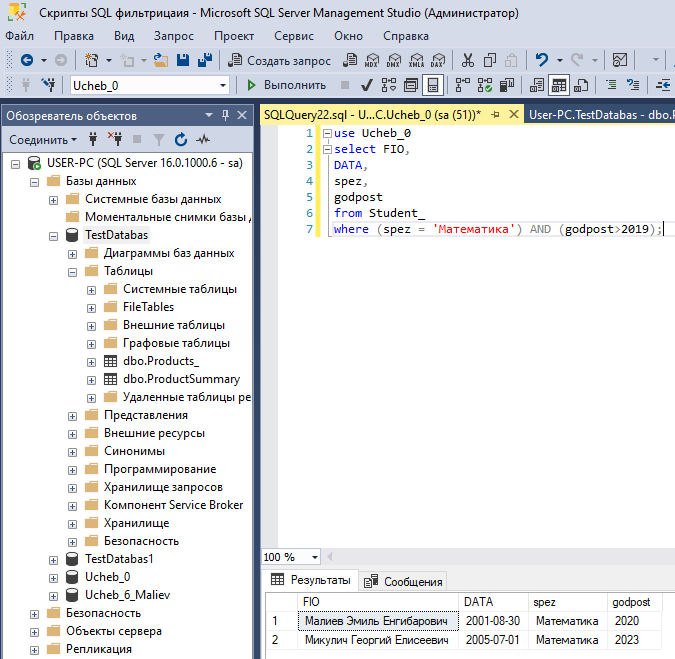 Скрипты SQL фильтрицаия - Microsoft SQL Server Management Studio (Администратор)
Файл Правка Вид Запрос Проект Сервис Окно Справка
Создать запрос MDX DMX XMLA DAX
Ucheb_0 Выполнить
Обозреватель объектов
SQLQuery22.sql - U...C.Ucheb_0 (sa (51))* User-PC.TestDatabas - dbo.
Соединить
USER-PC (SQL Server 16.0.1000.6 - sa)
Базы данных
Системные базы данных
Моментальные снимки базы
TestDatabas
Диаграммы баз данных
Таблицы
Системные таблицы
FileTables
Внешние таблицы
Графовые таблицы
dbo.Products_
dbo.ProductSummary
Удаленные таблицы ре
Представления
Внешние ресурсы
Синонимы
Программирование
Хранилище запросов
Компонент Service Broker
Хранилище
Безопасность
TestDatabas1
Ucheb_0
Ucheb_6_Maliev
Безопасность
Объекты сервера
Репликация
1 use Ucheb_0
2 select FIO,
3 DATA,
4 spez,
5 godpost
6 from Student_
7 where (spez = 'Математика') AND (godpost>2019);
100 %
Результаты Сообщения
FIO DATA spez godpost
1 Малиев Эмиль Енгибарович 2001-08-30 Математика 2020
2 Микулич Георгий Елисеевич 2005-07-01 Математика 2023